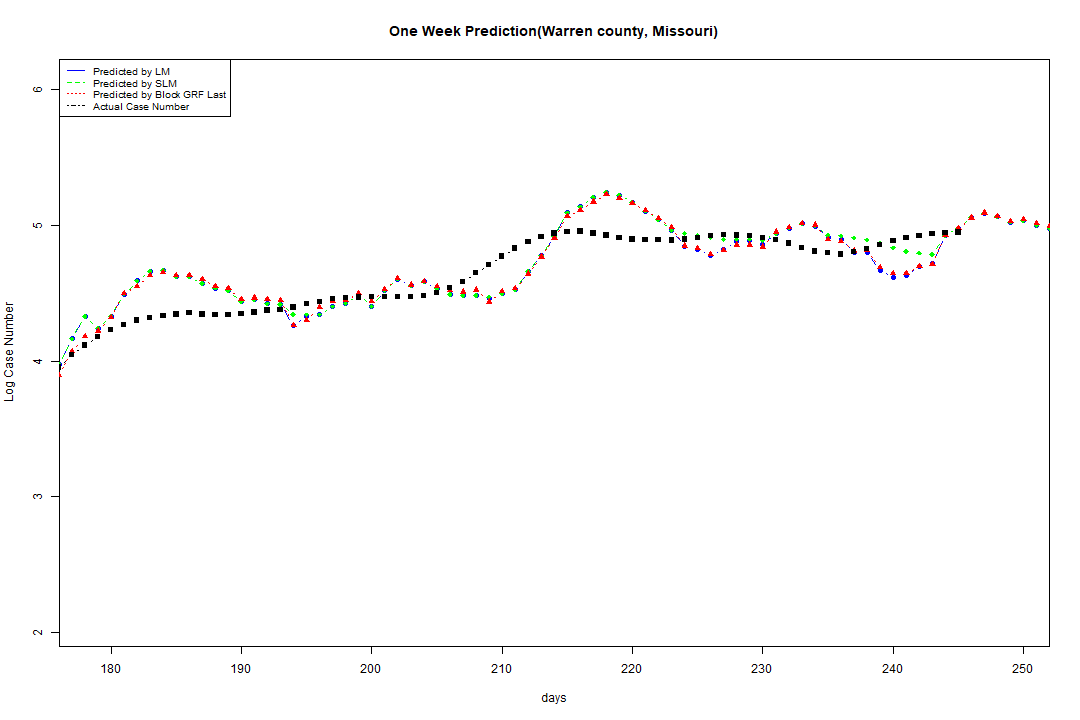 One Week Prediction(Warren county, Missouri)
Predicted by LM
Predicted by SLM
Predicted by Block GRF Last
Actual Case Number
6
5
4
3
2
Log Case Number
180 190 200 210 220 230 240 250
days